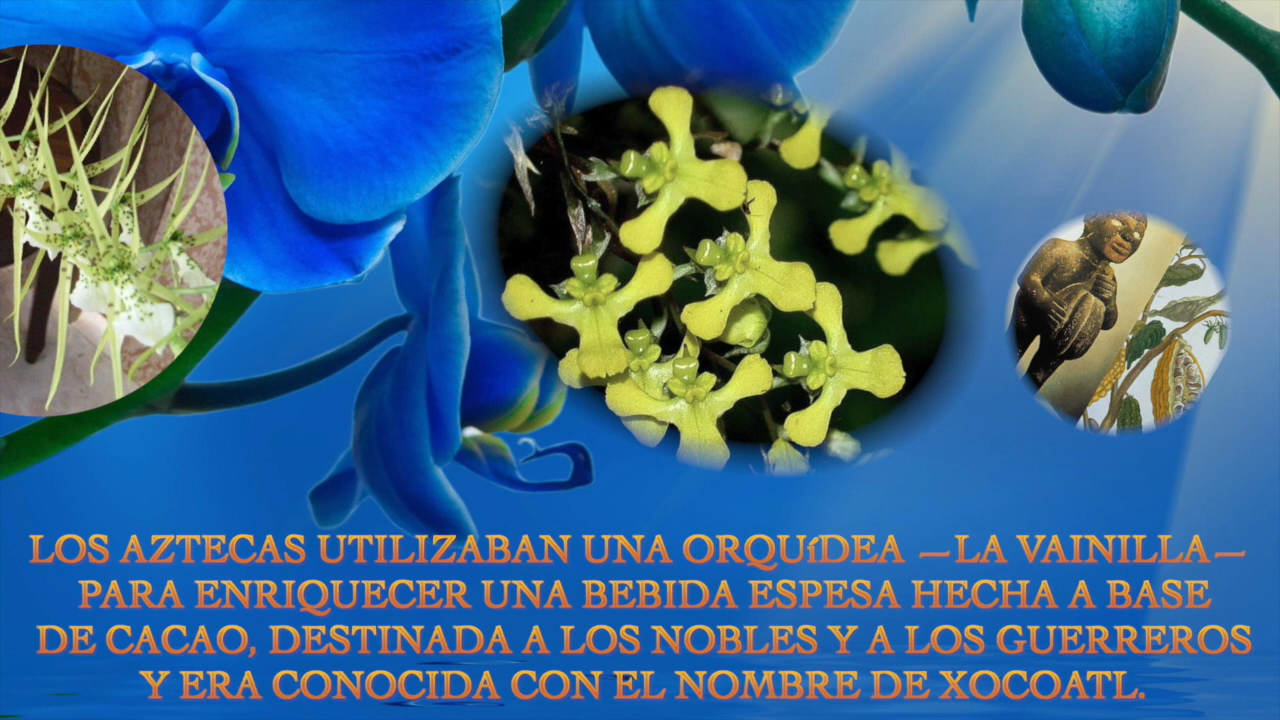 LOS AZTECAS UTILIZABAN UNA ORQUíDEA —LA VAINILLA—
PARA ENRIQUECER UNA BEBIDA ESPESA HECHA A BASE
DE CACAO, DESTINADA A LOS NOBLES Y A LOS GUERREROS
Y ERA CONOCIDA CON EL NOMBRE DE XOCOATL.